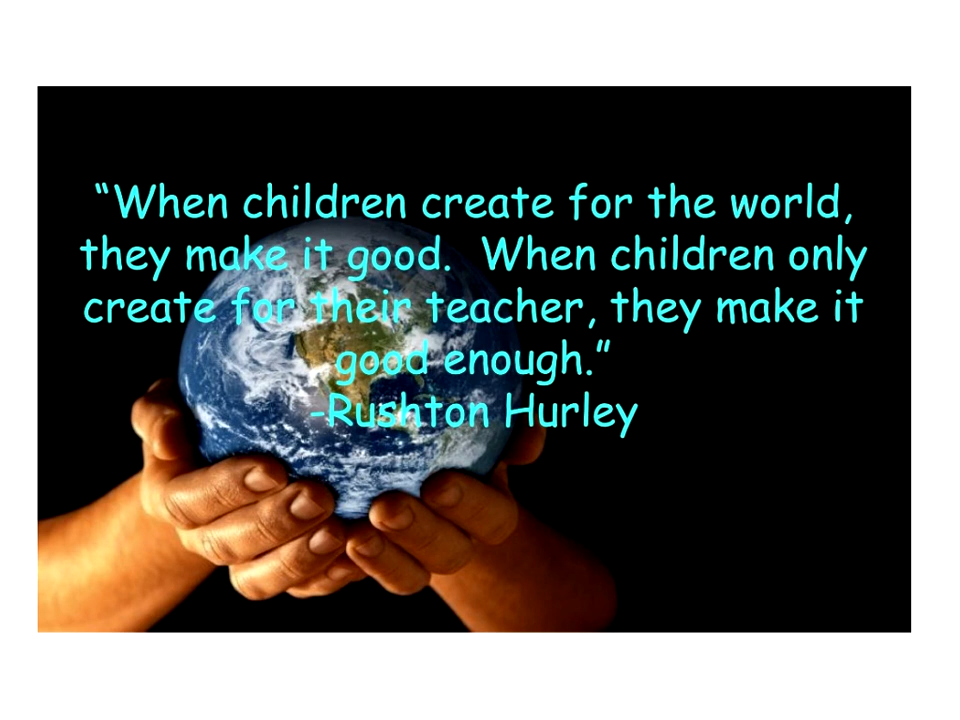 “When children create for the world,
they make it good.  When children only
create for their teacher, they make it
good enough.”
-Rushton Hurley